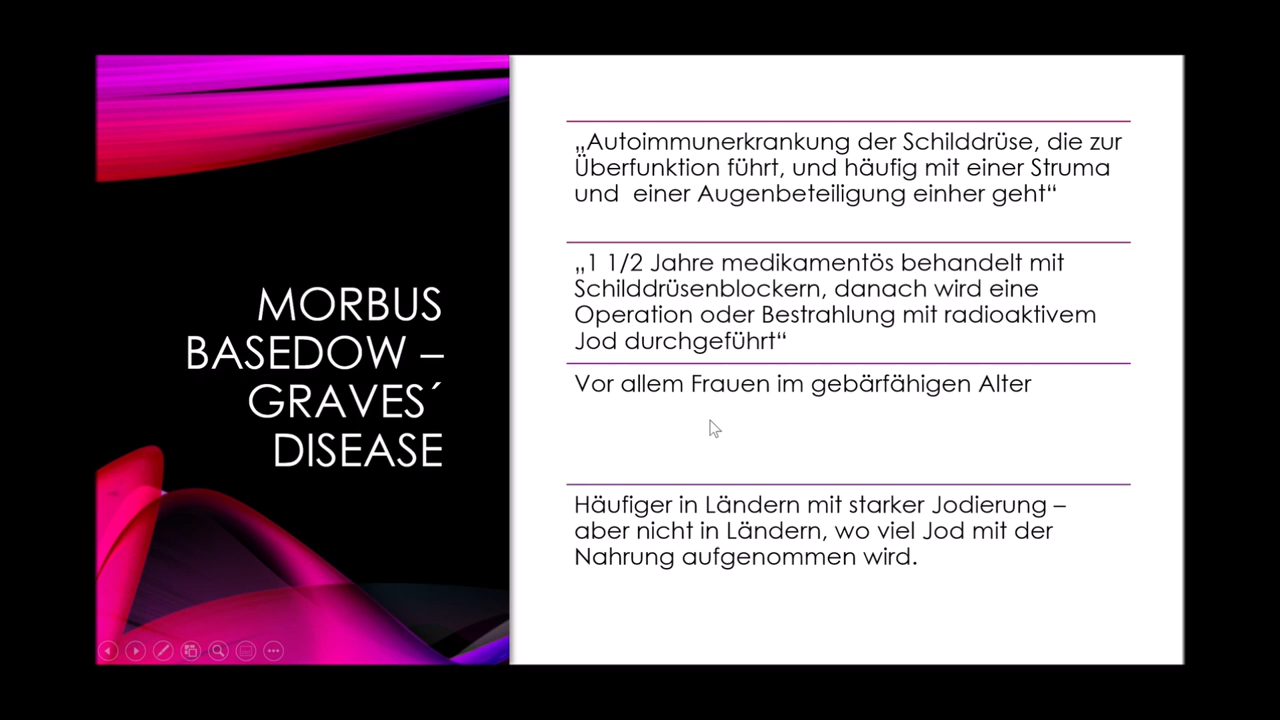 MORBUS
BASEDOW –
GRAVES´
DISEASE
„Autoimmunerkrankung der Schilddrüse, die zur
Überfunktion führt, und häufig mit einer Struma
und  einer Augenbeteiligung einher geht“
„1 1/2 Jahre medikamentös behandelt mit
Schilddrüsenblockern, danach wird eine
Operation oder Bestrahlung mit radioaktivem
Jod durchgeführt“
Vor allem Frauen im gebärfähigen Alter
Häufiger in Ländern mit starker Jodierung –
aber nicht in Ländern, wo viel Jod mit der
Nahrung aufgenommen wird.